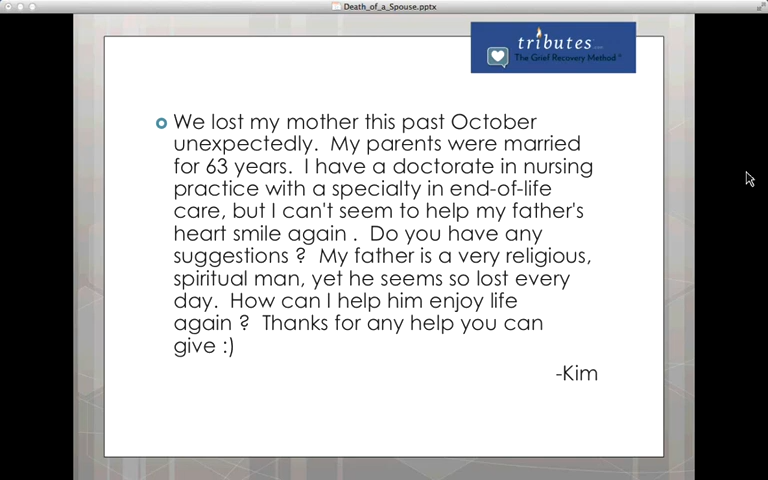 Death_of_a_Spouse.pptx
tributes.com
The Grief Recovery Method™
We lost my mother this past October
unexpectedly. My parents were married
for 63 years. I have a doctorate in nursing
practice with a specialty in end-of-life
care, but I can't seem to help my father's
heart smile again . Do you have any
suggestions ? My father is a very religious,
spiritual man, yet he seems so lost every
day. How can I help him enjoy life
again ? Thanks for any help you can
give :)
-Kim